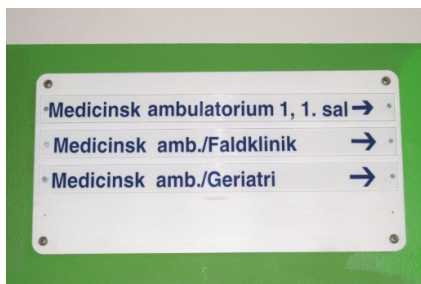 Medicinsk ambulatorium 1, 1. sal →
Medicinsk amb./Faldklinik →
Medicinsk amb./Geriatri →